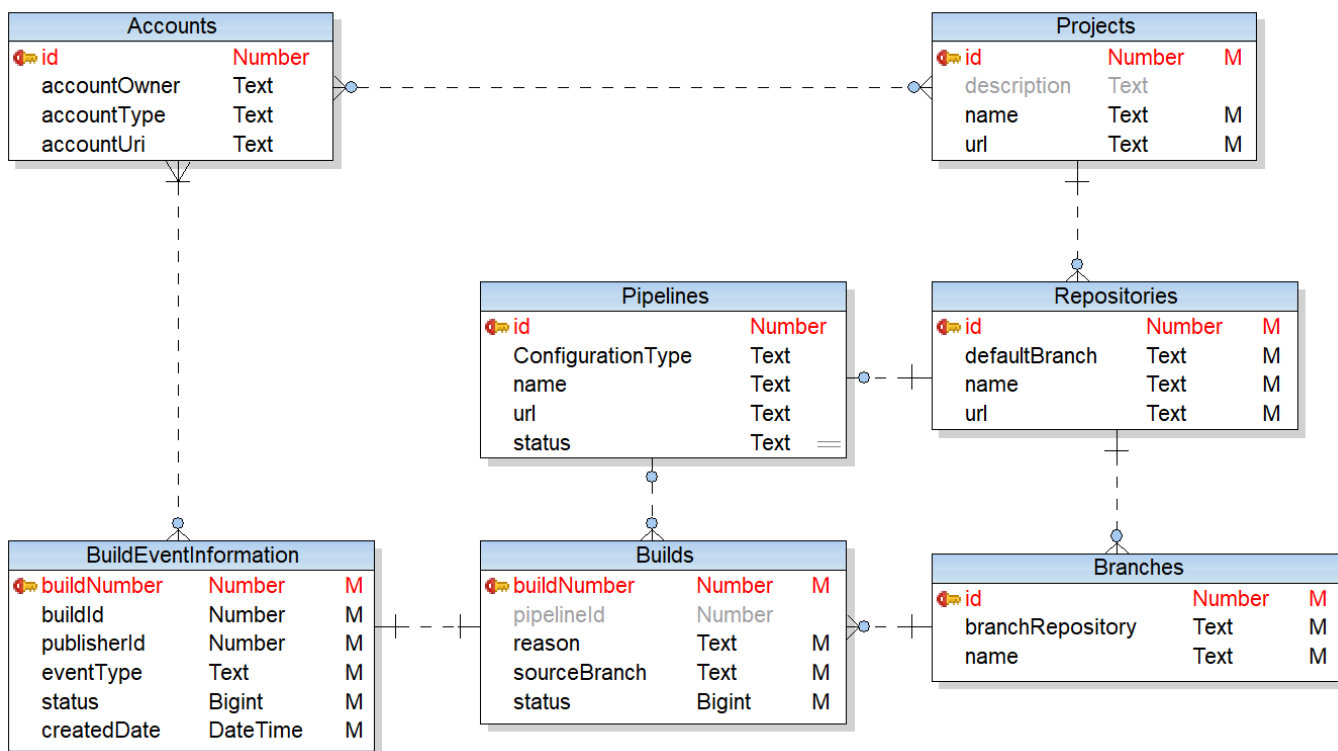 Accounts
id Number
accountOwner Text
accountType Text
accountUri Text
Projects
id Number M
description Text
name Text M
url Text M
Pipelines
id Number
ConfigurationType Text
name Text
url Text
status Text
Repositories
id Number M
defaultBranch Text M
name Text M
url Text M
BuildEventInformation
buildNumber Number M
buildId Number M
publisherId Number M
eventType Text M
status Bigint M
createdDate DateTime M
Builds
buildNumber Number M
pipelineId Number
reason Text M
sourceBranch Text M
status Bigint M
Branches
id Number M
branchRepository Text M
name Text M